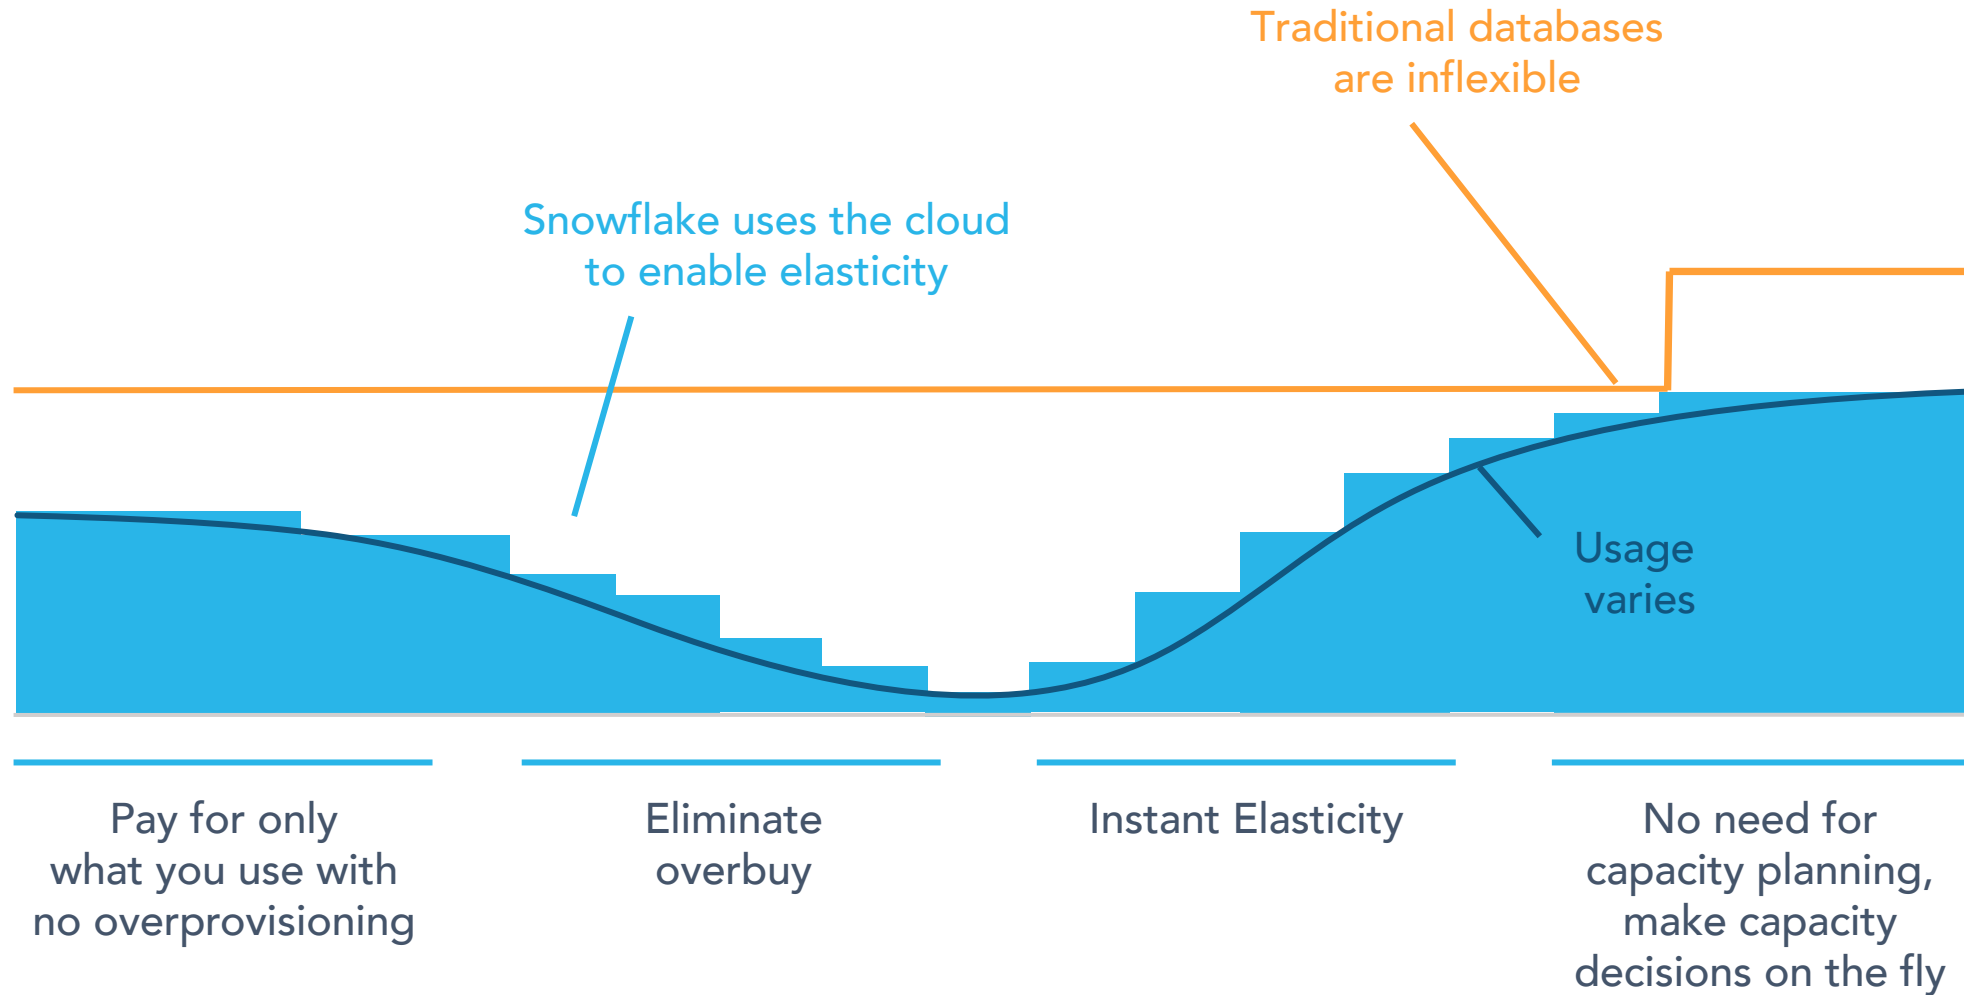 Traditional databases
are inflexible
Snowflake uses the cloud
to enable elasticity
Usage
varies
Pay for only
what you use with
no overprovisioning
Eliminate
overbuy
Instant Elasticity
No need for
capacity planning,
make capacity
decisions on the fly